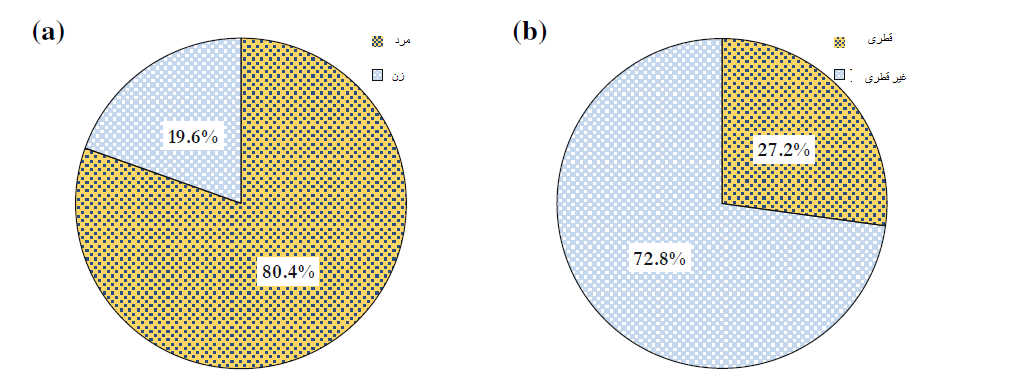 (a)
مرد
زن
19.6%
80.4%
(b)
قطری
غیر قطری :
27.2%
72.8%